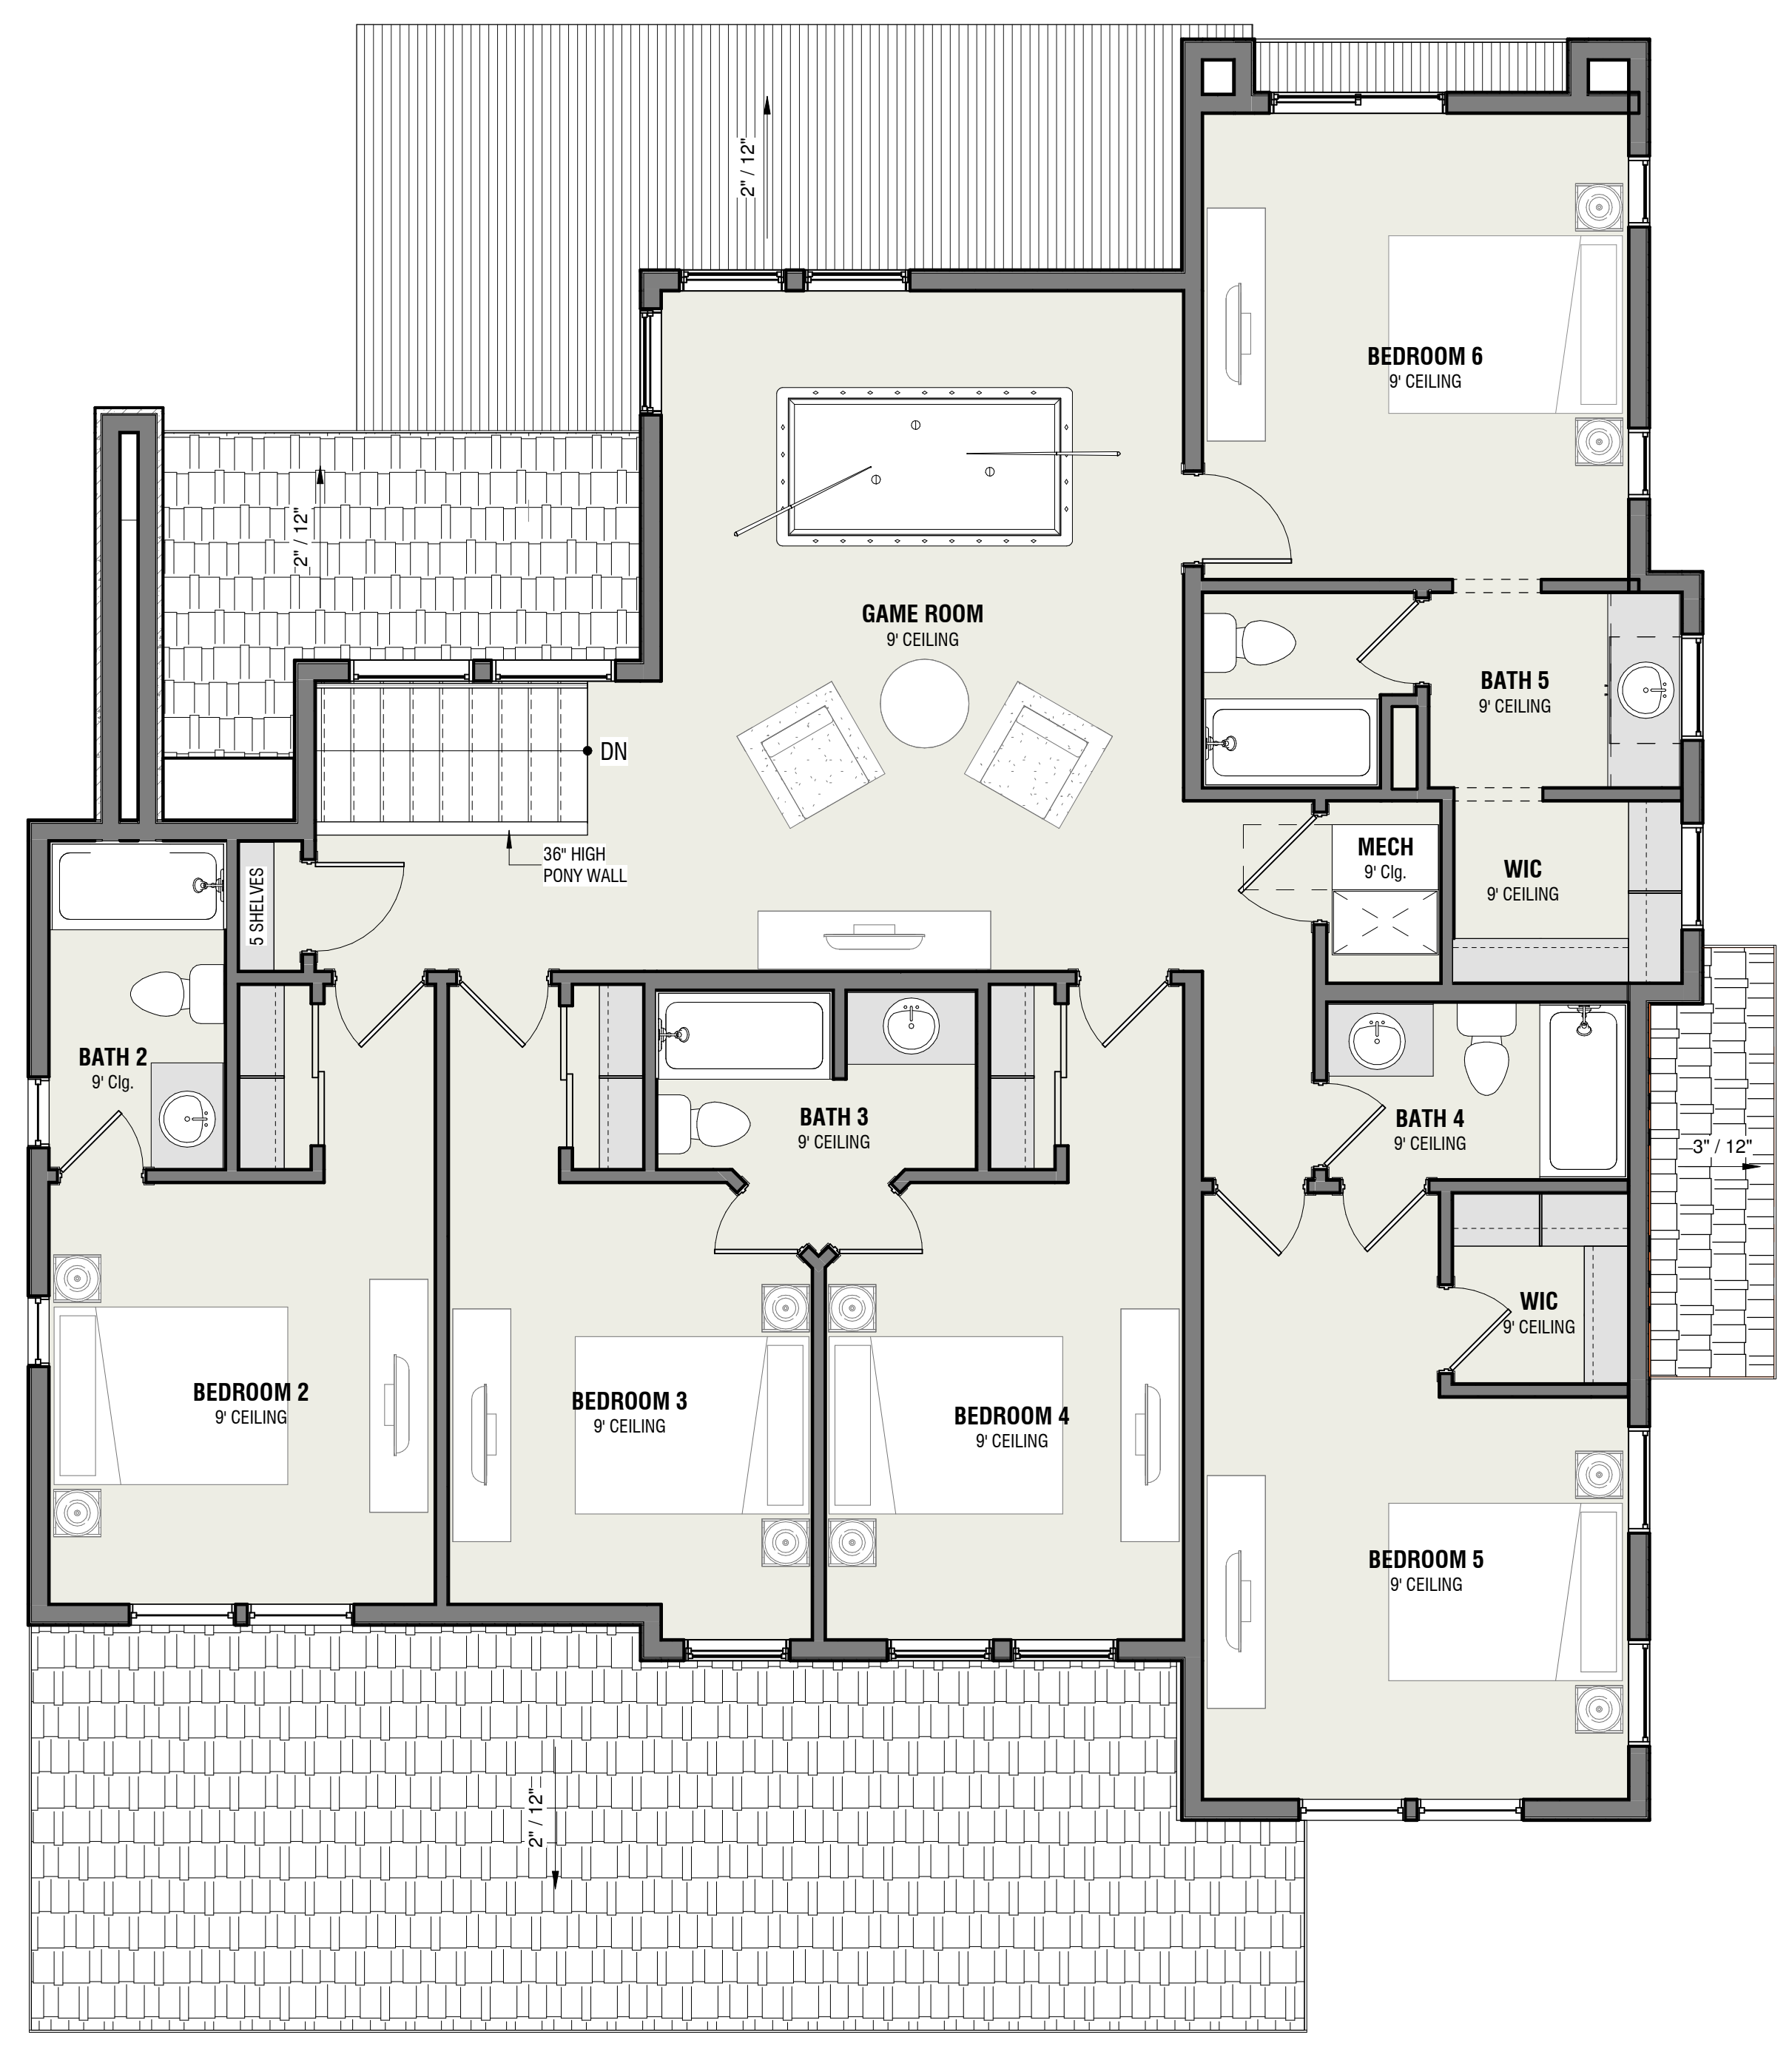 2" / 12"
BEDROOM 6
9' CEILING
2" / 12"
GAME ROOM
9' CEILING
BATH 5
9' CEILING
DN
36" HIGH
PONY WALL
5 SHELVES
MECH
9' Clg.
WIC
9' CEILING
BATH 2
9' Clg.
BATH 3
9' CEILING
BATH 4
9' CEILING
3" / 12"
WIC
9' CEILING
BEDROOM 2
9' CEILING
BEDROOM 3
9' CEILING
BEDROOM 4
9' CEILING
BEDROOM 5
9' CEILING
2" / 12"